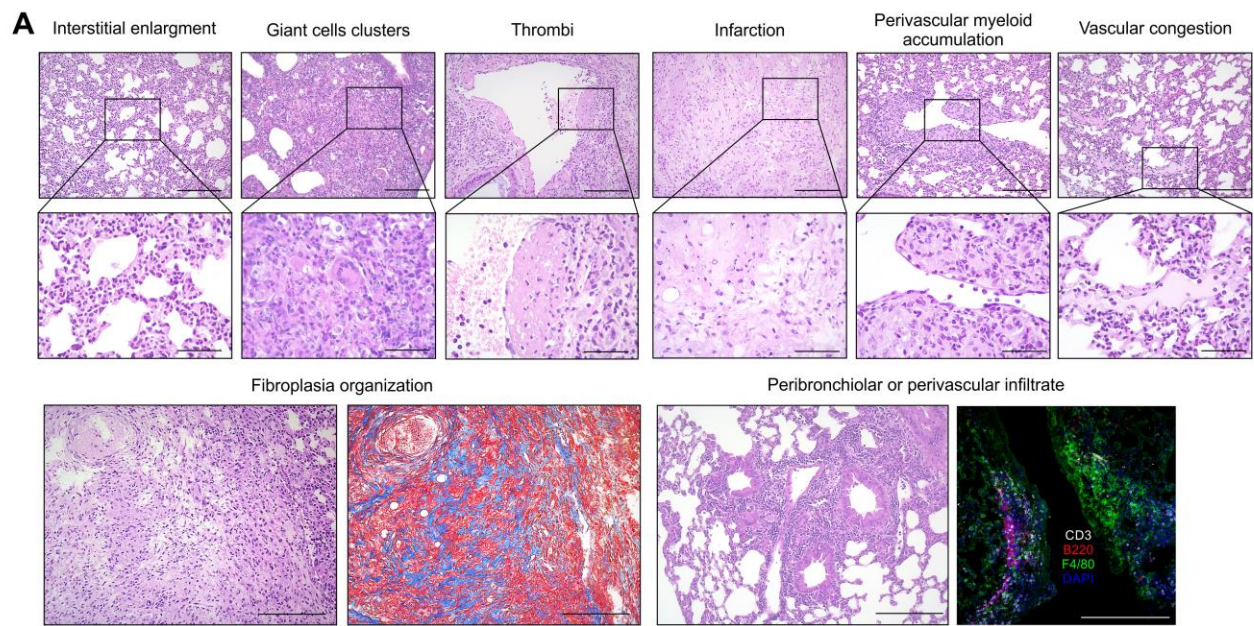 A
Interstitial enlargment
Giant cells clusters
Thrombi
Infarction
Perivascular myeloid
accumulation
Vascular congestion
Fibroplasia organization
Peribronchiolar or perivascular infiltrate
CD3
B220
F4/80
DAPI